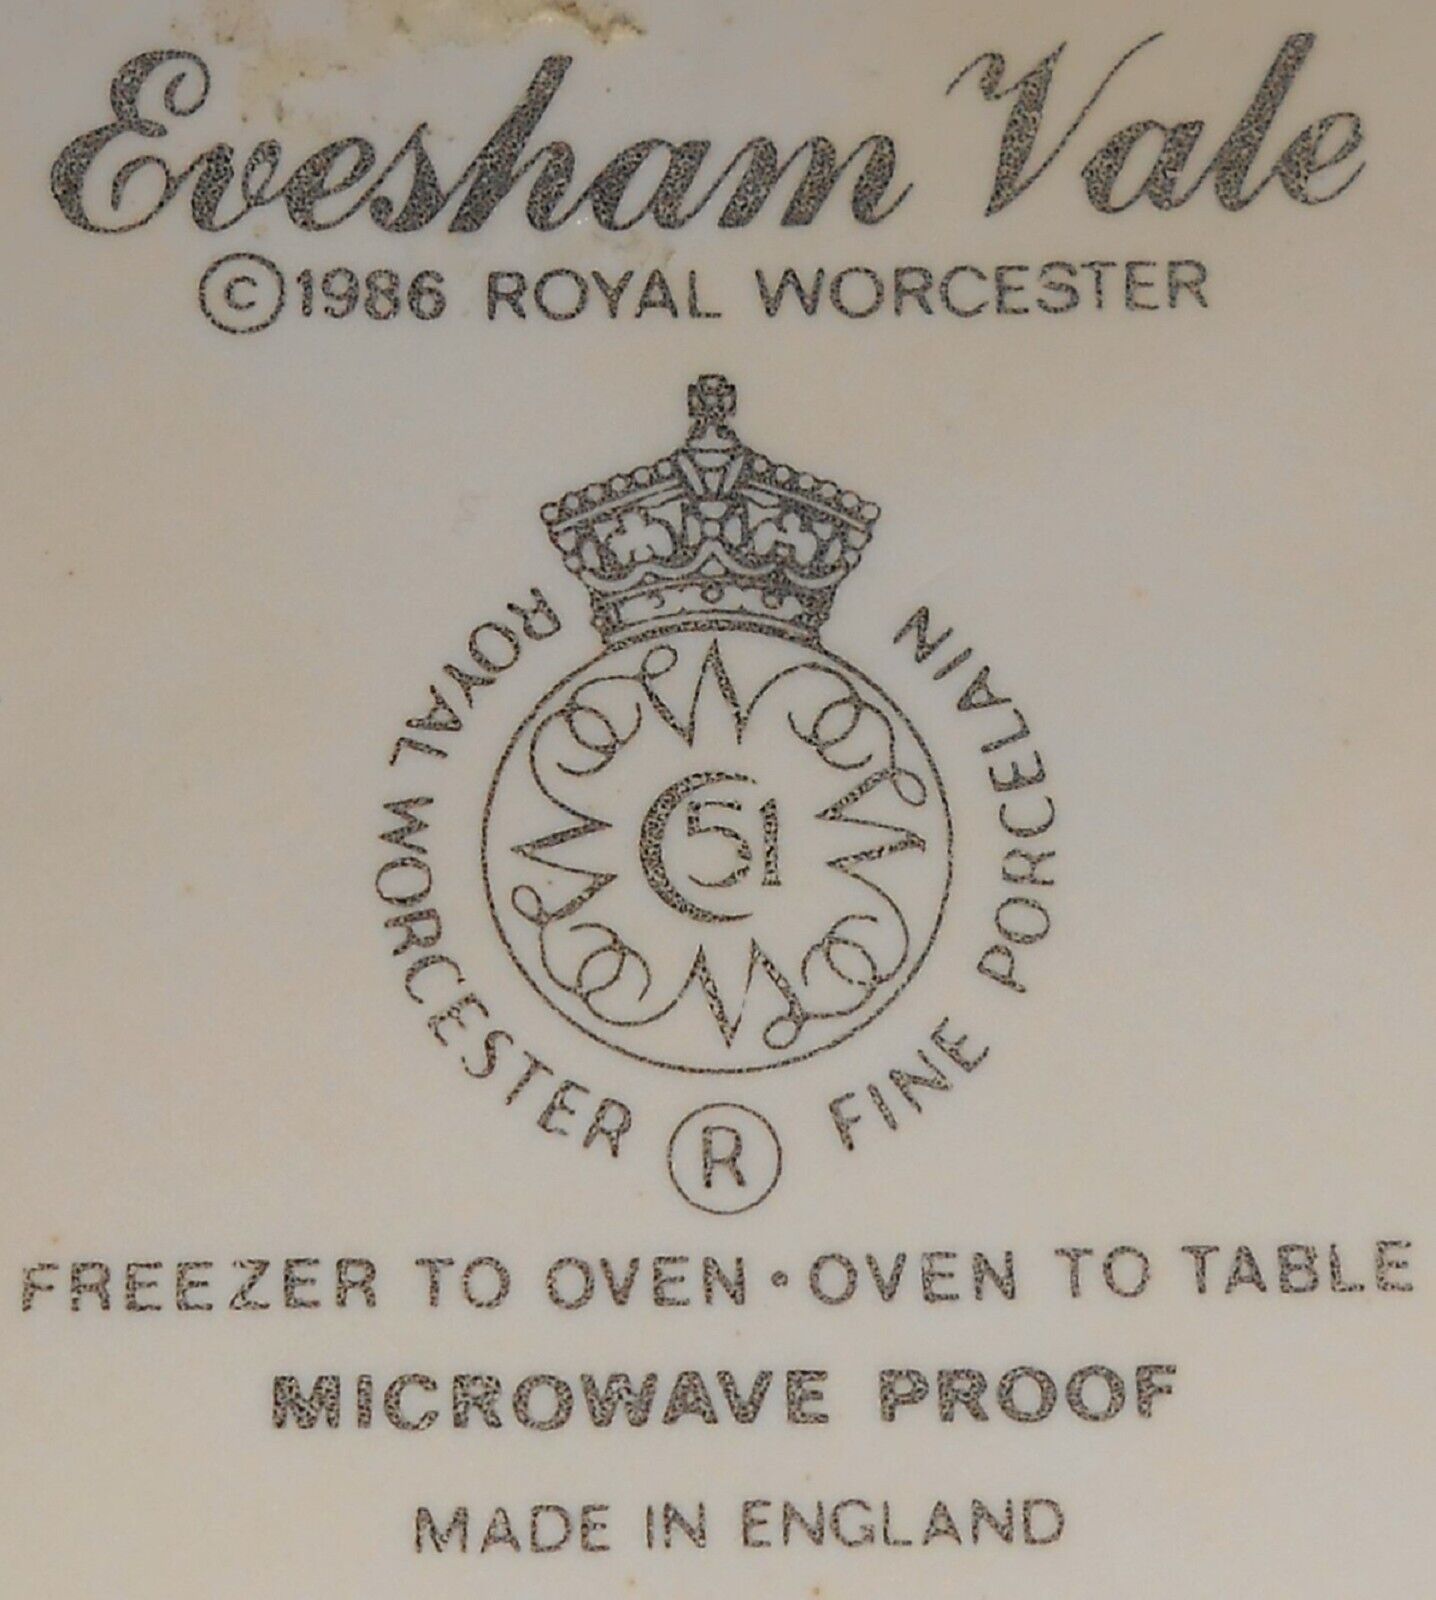 Evesham Vale
©1986 ROYAL WORCESTER
ROYAL WORCESTER ® FINE PORCELAIN
51
FREEZER TO OVEN • OVEN TO TABLE
MICROWAVE PROOF
MADE IN ENGLAND